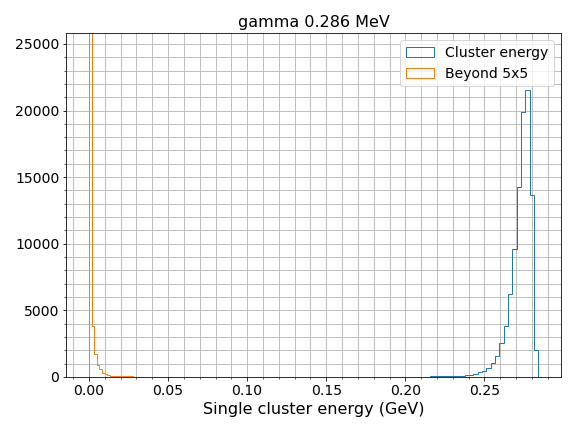 gamma 0.286 MeV
Cluster energy
Beyond 5x5
25000
20000
15000
10000
5000
0
0.00 0.05 0.10 0.15 0.20 0.25
Single cluster energy (GeV)